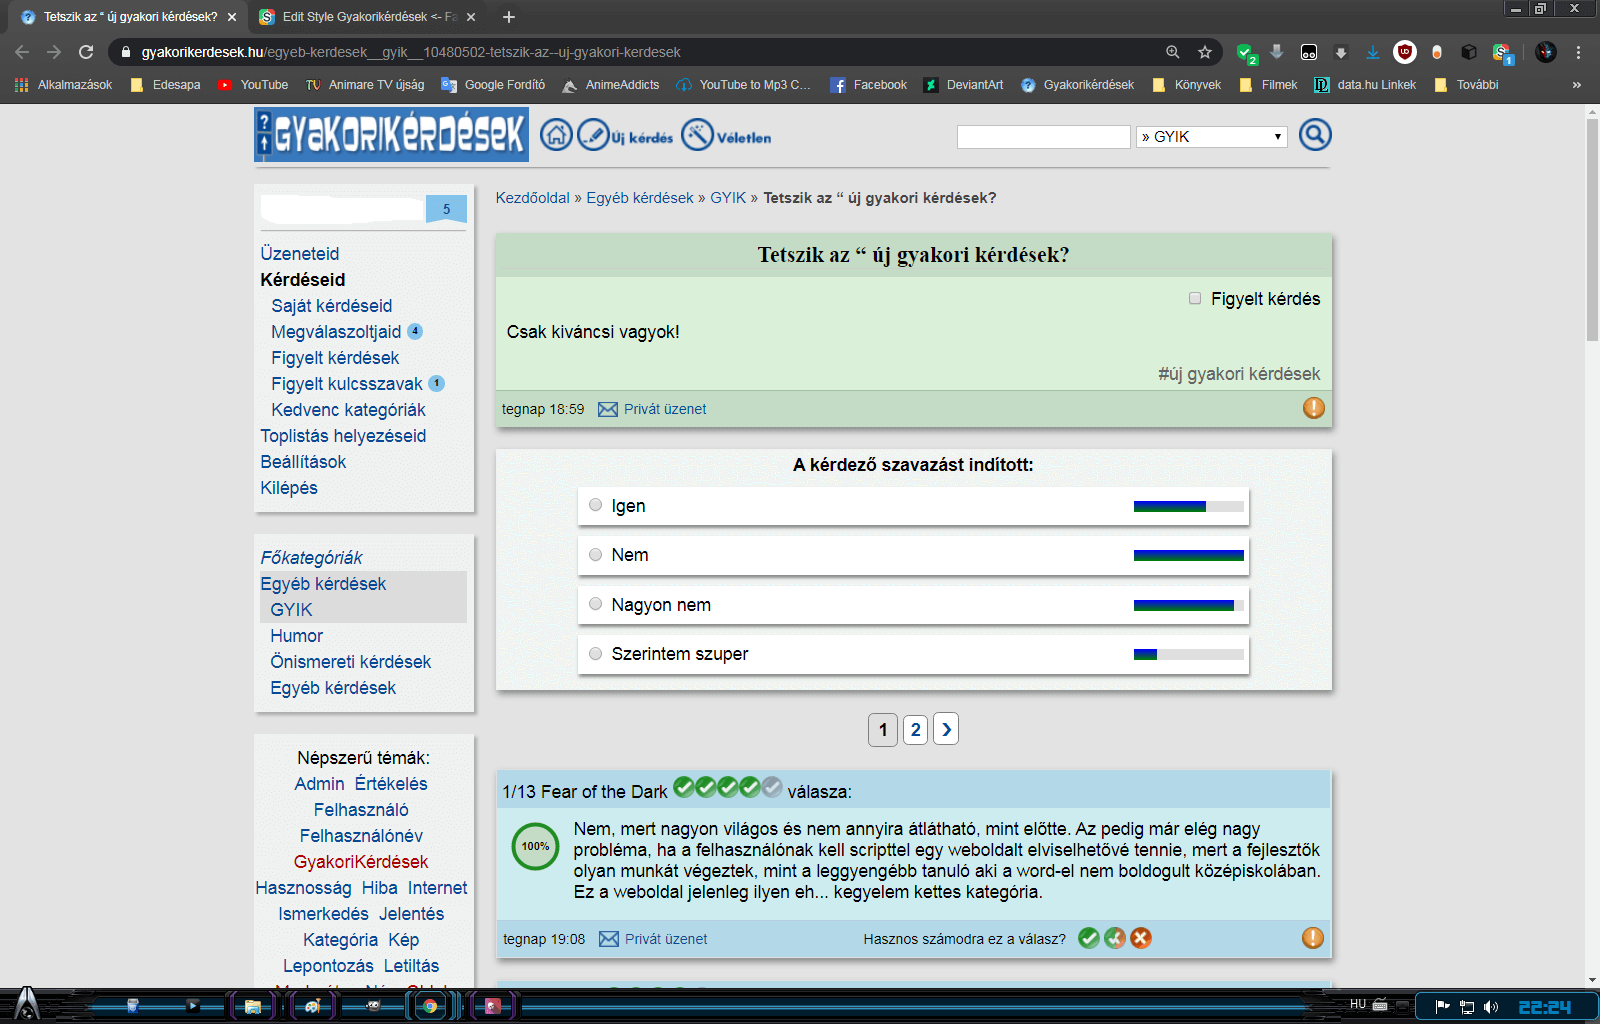 Tetszik az “ új gyakori kérdések?
Edit Style Gyakorikérdések <- Fa
gyakorikerdesek.hu/egyeb-kerdesek__gyik__10480502-tetszik-az--uj-gyakori-kerdesek
2
1
Alkalmazások Edesapa YouTube Animare TV újság Google Fordító AnimeAddicts YouTube to Mp3 C... Facebook DeviantArt Gyakorikérdések Könyvek Filmek data.hu Linkek További »
GYAKORIKÉRDÉSEK Új kérdés Véletlen » GYIK
5
Üzeneteid
Kérdéseid
Saját kérdéseid
Megválaszoltjaid 4
Figyelt kérdések
Figyelt kulcsszavak 1
Kedvenc kategóriák
Toplistás helyezéseid
Beállítások
Kilépés
Főkategóriák
Egyéb kérdések
GYIK
Humor
Önismereti kérdések
Egyéb kérdések
Népszerű témák:
Admin Értékelés
Felhasználó
Felhasználónév
GyakoriKérdések
Hasznosság Hiba Internet
Ismerkedés Jelentés
Kategória Kép
Lepontozás Letiltás
Kezdőoldal » Egyéb kérdések » GYIK » Tetszik az “ új gyakori kérdések?
Tetszik az “ új gyakori kérdések?
Figyelt kérdés
Csak kiváncsi vagyok!
#új gyakori kérdések
tegnap 18:59 Privát üzenet
A kérdező szavazást indított:
Igen
Nem
Nagyon nem
Szerintem szuper
1 2 ›
1/13 Fear of the Dark válasza:
100%
Nem, mert nagyon világos és nem annyira átlátható, mint előtte. Az pedig már elég nagy
probléma, ha a felhasználónak kell scripttel egy weboldalt elviselhetővé tennie, mert a fejlesztők
olyan munkát végeztek, mint a leggyengébb tanuló aki a word-el nem boldogult középiskolában.
Ez a weboldal jelenleg ilyen eh... kegyelem kettes kategória.
tegnap 19:08 Privát üzenet Hasznos számodra ez a válasz?
HU
22:24